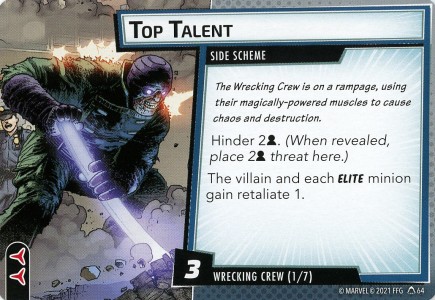 TOP TALENT
SIDE SCHEME
The Wrecking Crew is on a rampage, using
their magically-powered muscles to cause
chaos and destruction.
Hinder 2. (When revealed,
place 2 threat here.)
The villain and each ELITE minion
gain retaliate 1.
3
WRECKING CREW (1/7)
© MARVEL © 2021 FFG 64